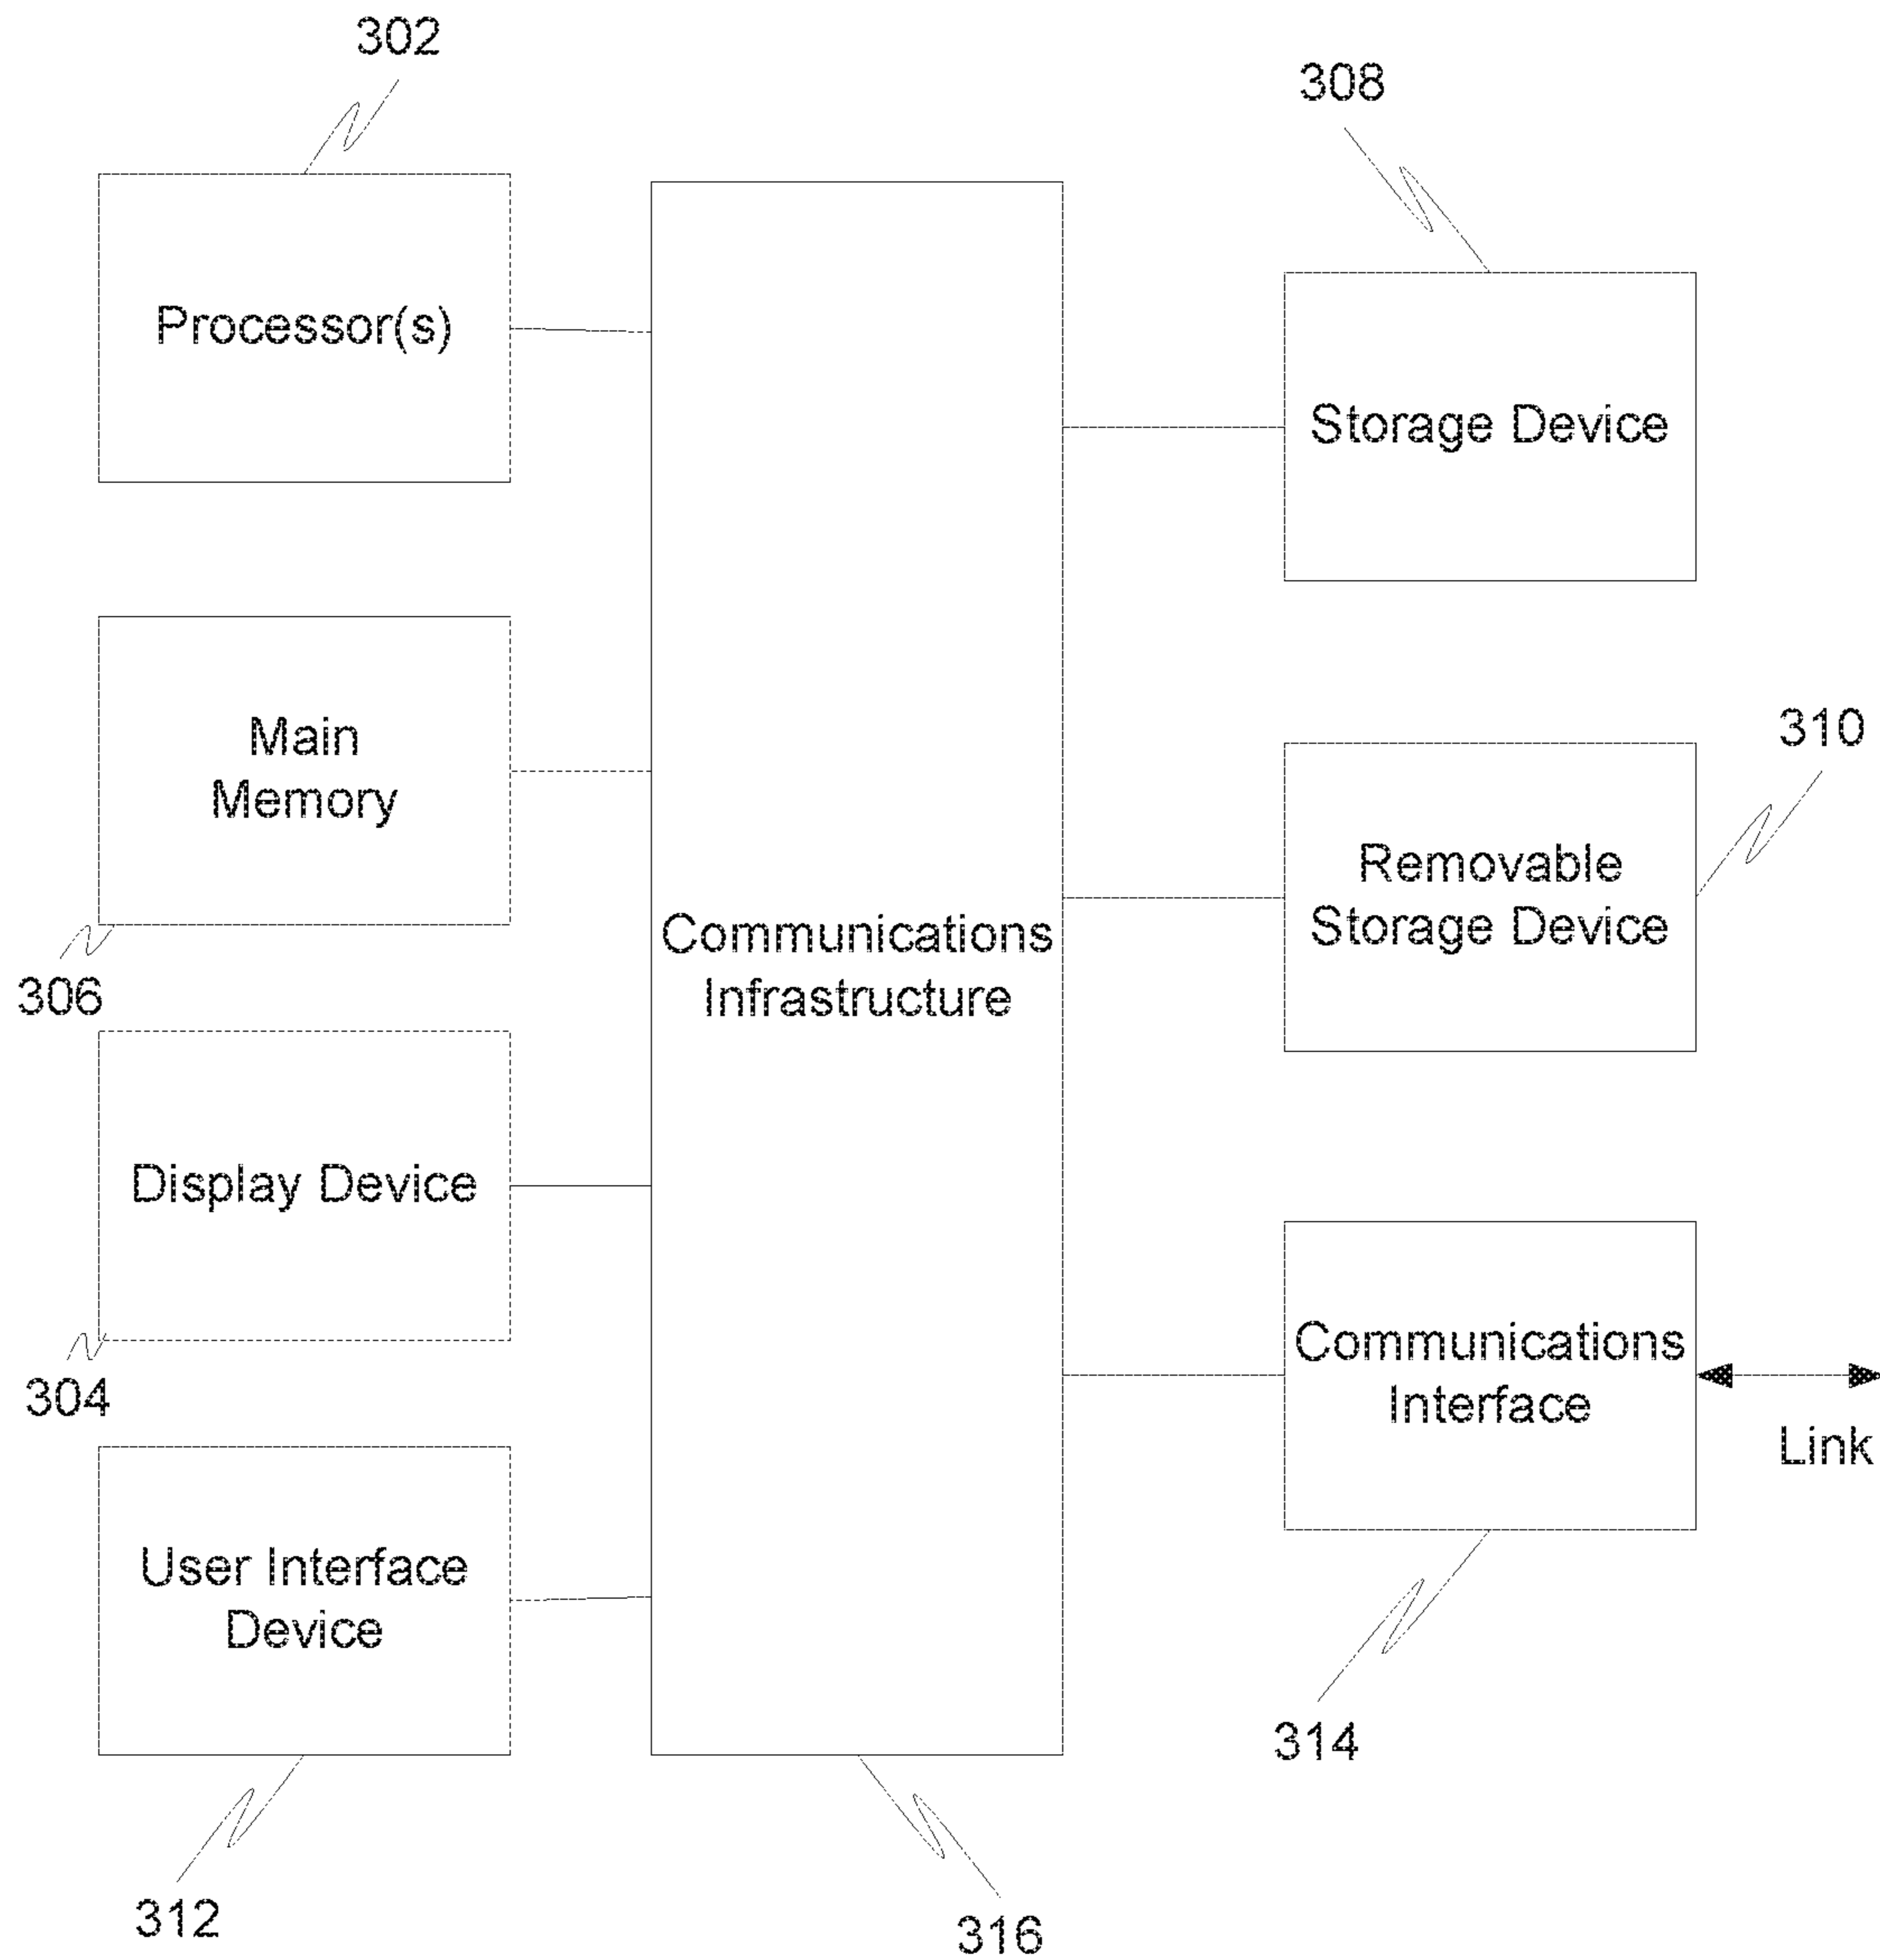 302
308
Processor(s)
Storage Device
Main
Memory
310
Removable
Storage Device
Communications
Infrastructure
306
Display Device
Communications
Interface
304
Link
User Interface
Device
314
312
316